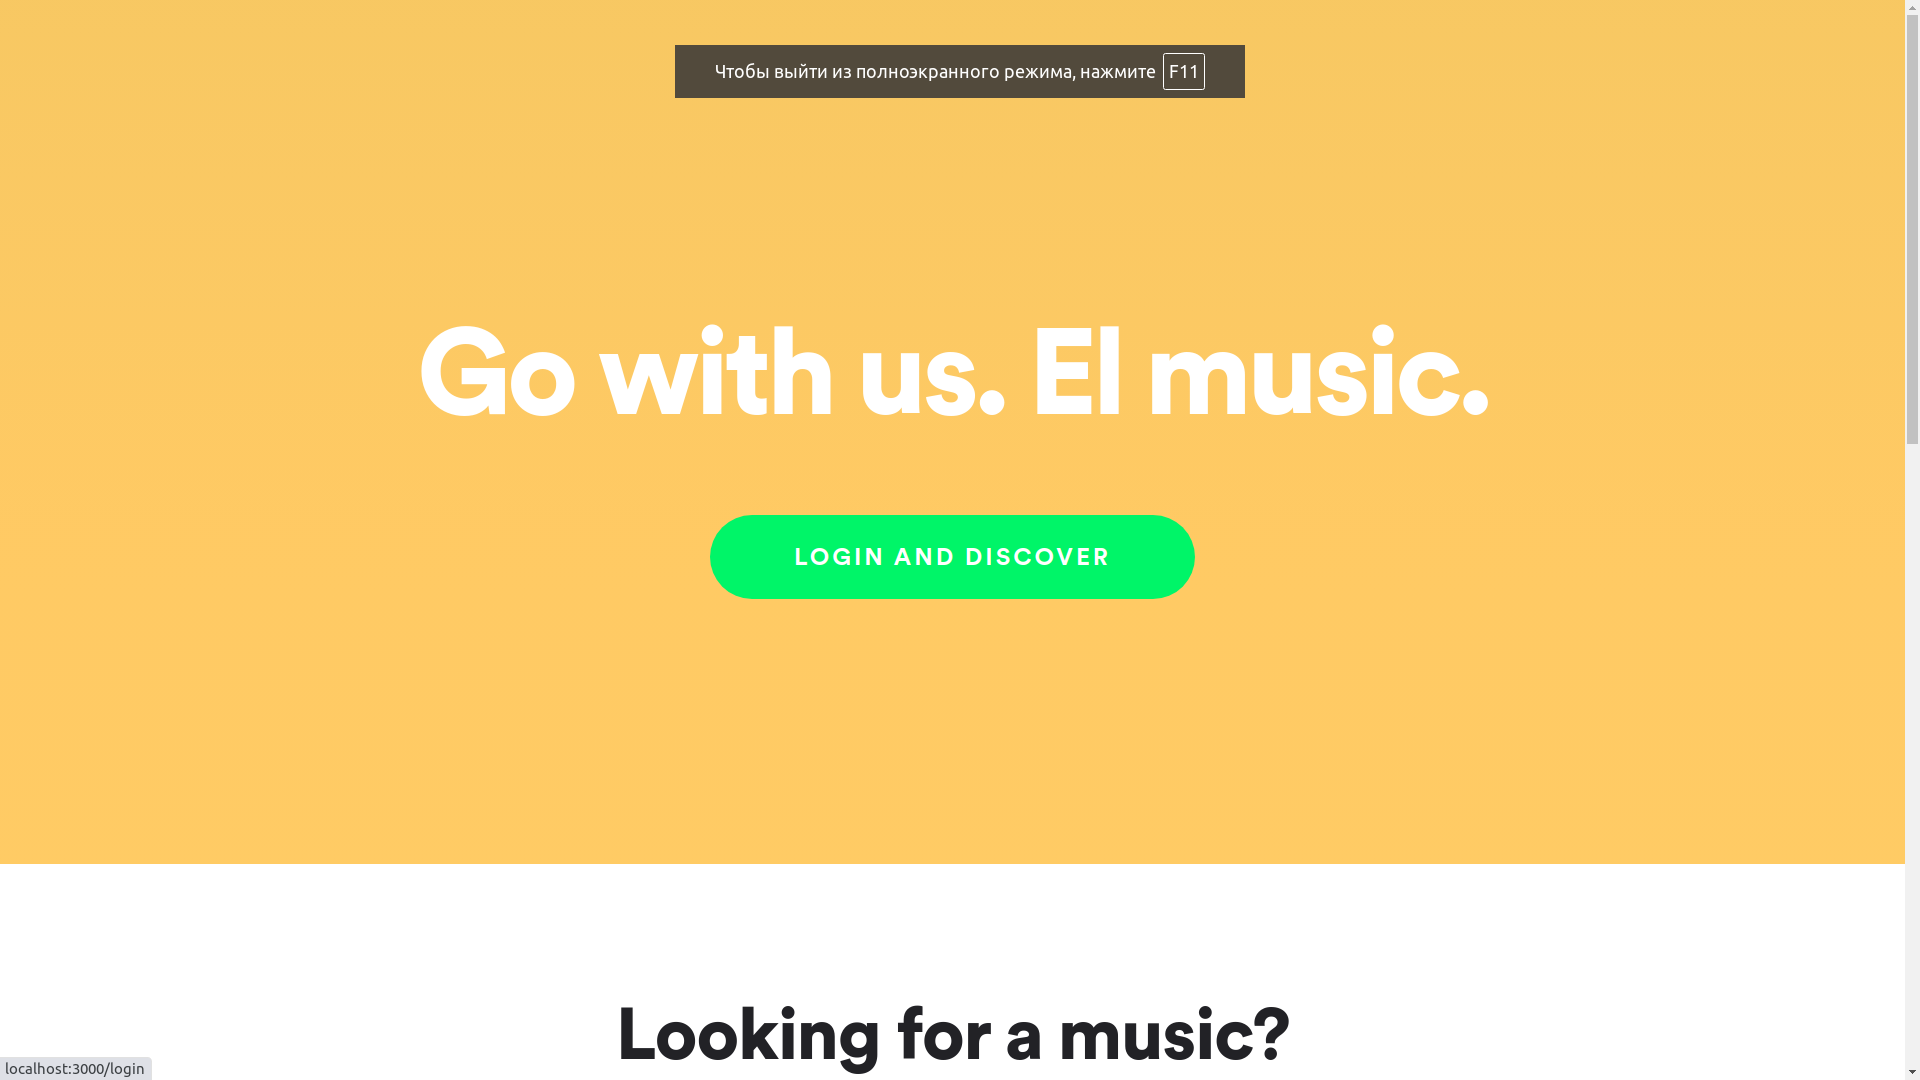 Чтобы выйти из полноэкранного режима, нажмите F11
Go with us. El music.
LOGIN AND DISCOVER
Looking for a music?
localhost:3000/login